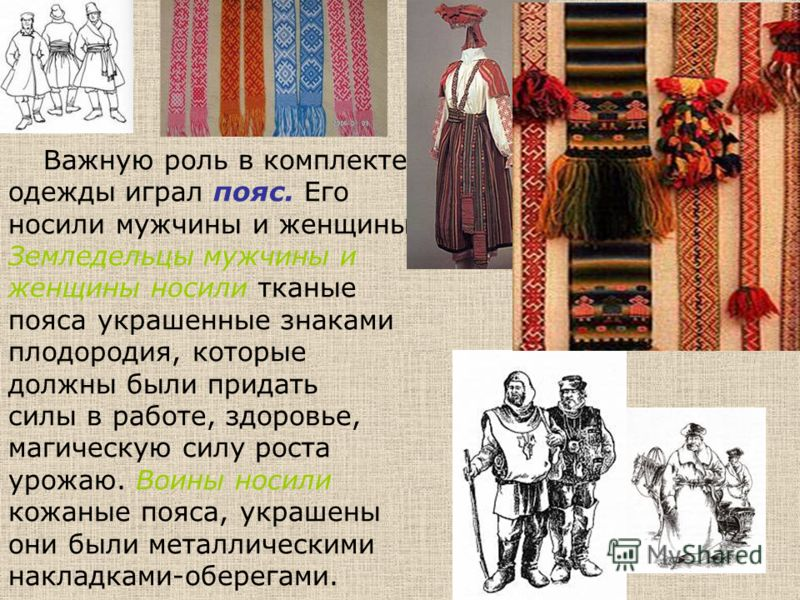 Важную роль в комплекте
одежды играл пояс. Его
носили мужчины и женщины
Земледельцы мужчины и
женщины носили тканые
пояса украшенные знаками
плодородия, которые
должны были придать
силы в работе, здоровье,
магическую силу роста
урожаю. Воины носили
кожаные пояса, украшены
они были металлическими
накладками-оберегами.
MyShared